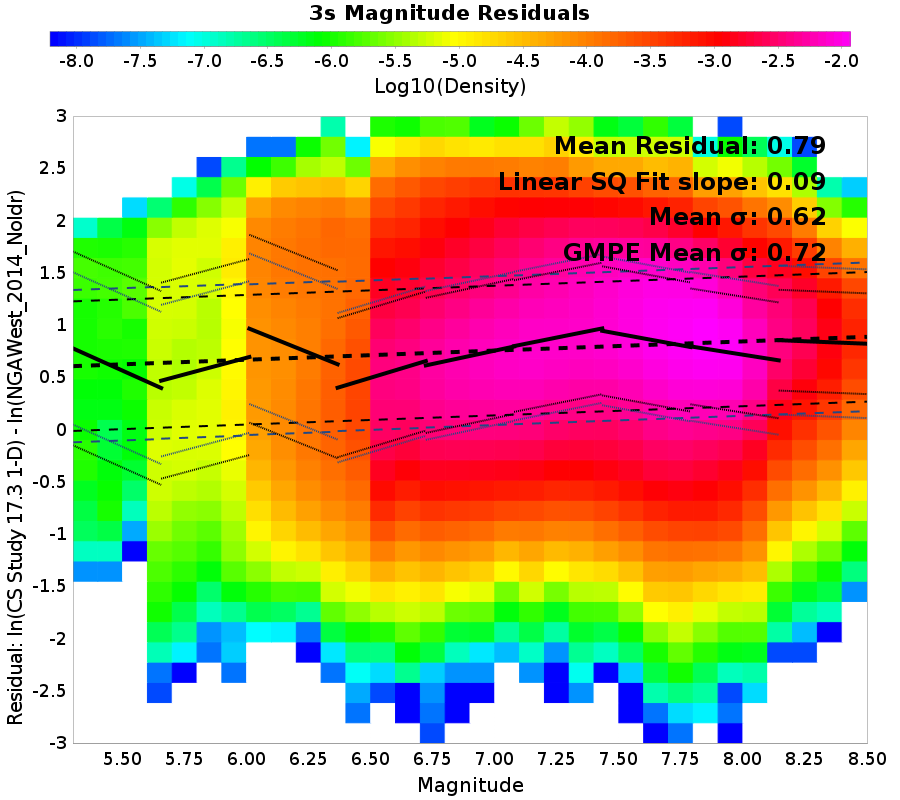 3s Magnitude Residuals
-8.0 -7.5 -7.0 -6.5 -6.0 -5.5 -5.0 -4.5 -4.0 -3.5 -3.0 -2.5 -2.0
Log10(Density)
Mean Residual: 0.79
Linear SQ Fit slope: 0.09
Mean σ: 0.62
GMPE Mean σ: 0.72
Residual: ln(CS Study 17.3 1-D) - ln(NGAWest_2014_NoIdr)
3
2.5
2
1.5
1
0.5
0
-0.5
-1
-1.5
-2
-2.5
-3
5.50 5.75 6.00 6.25 6.50 6.75 7.00 7.25 7.50 7.75 8.00 8.25 8.50
Magnitude